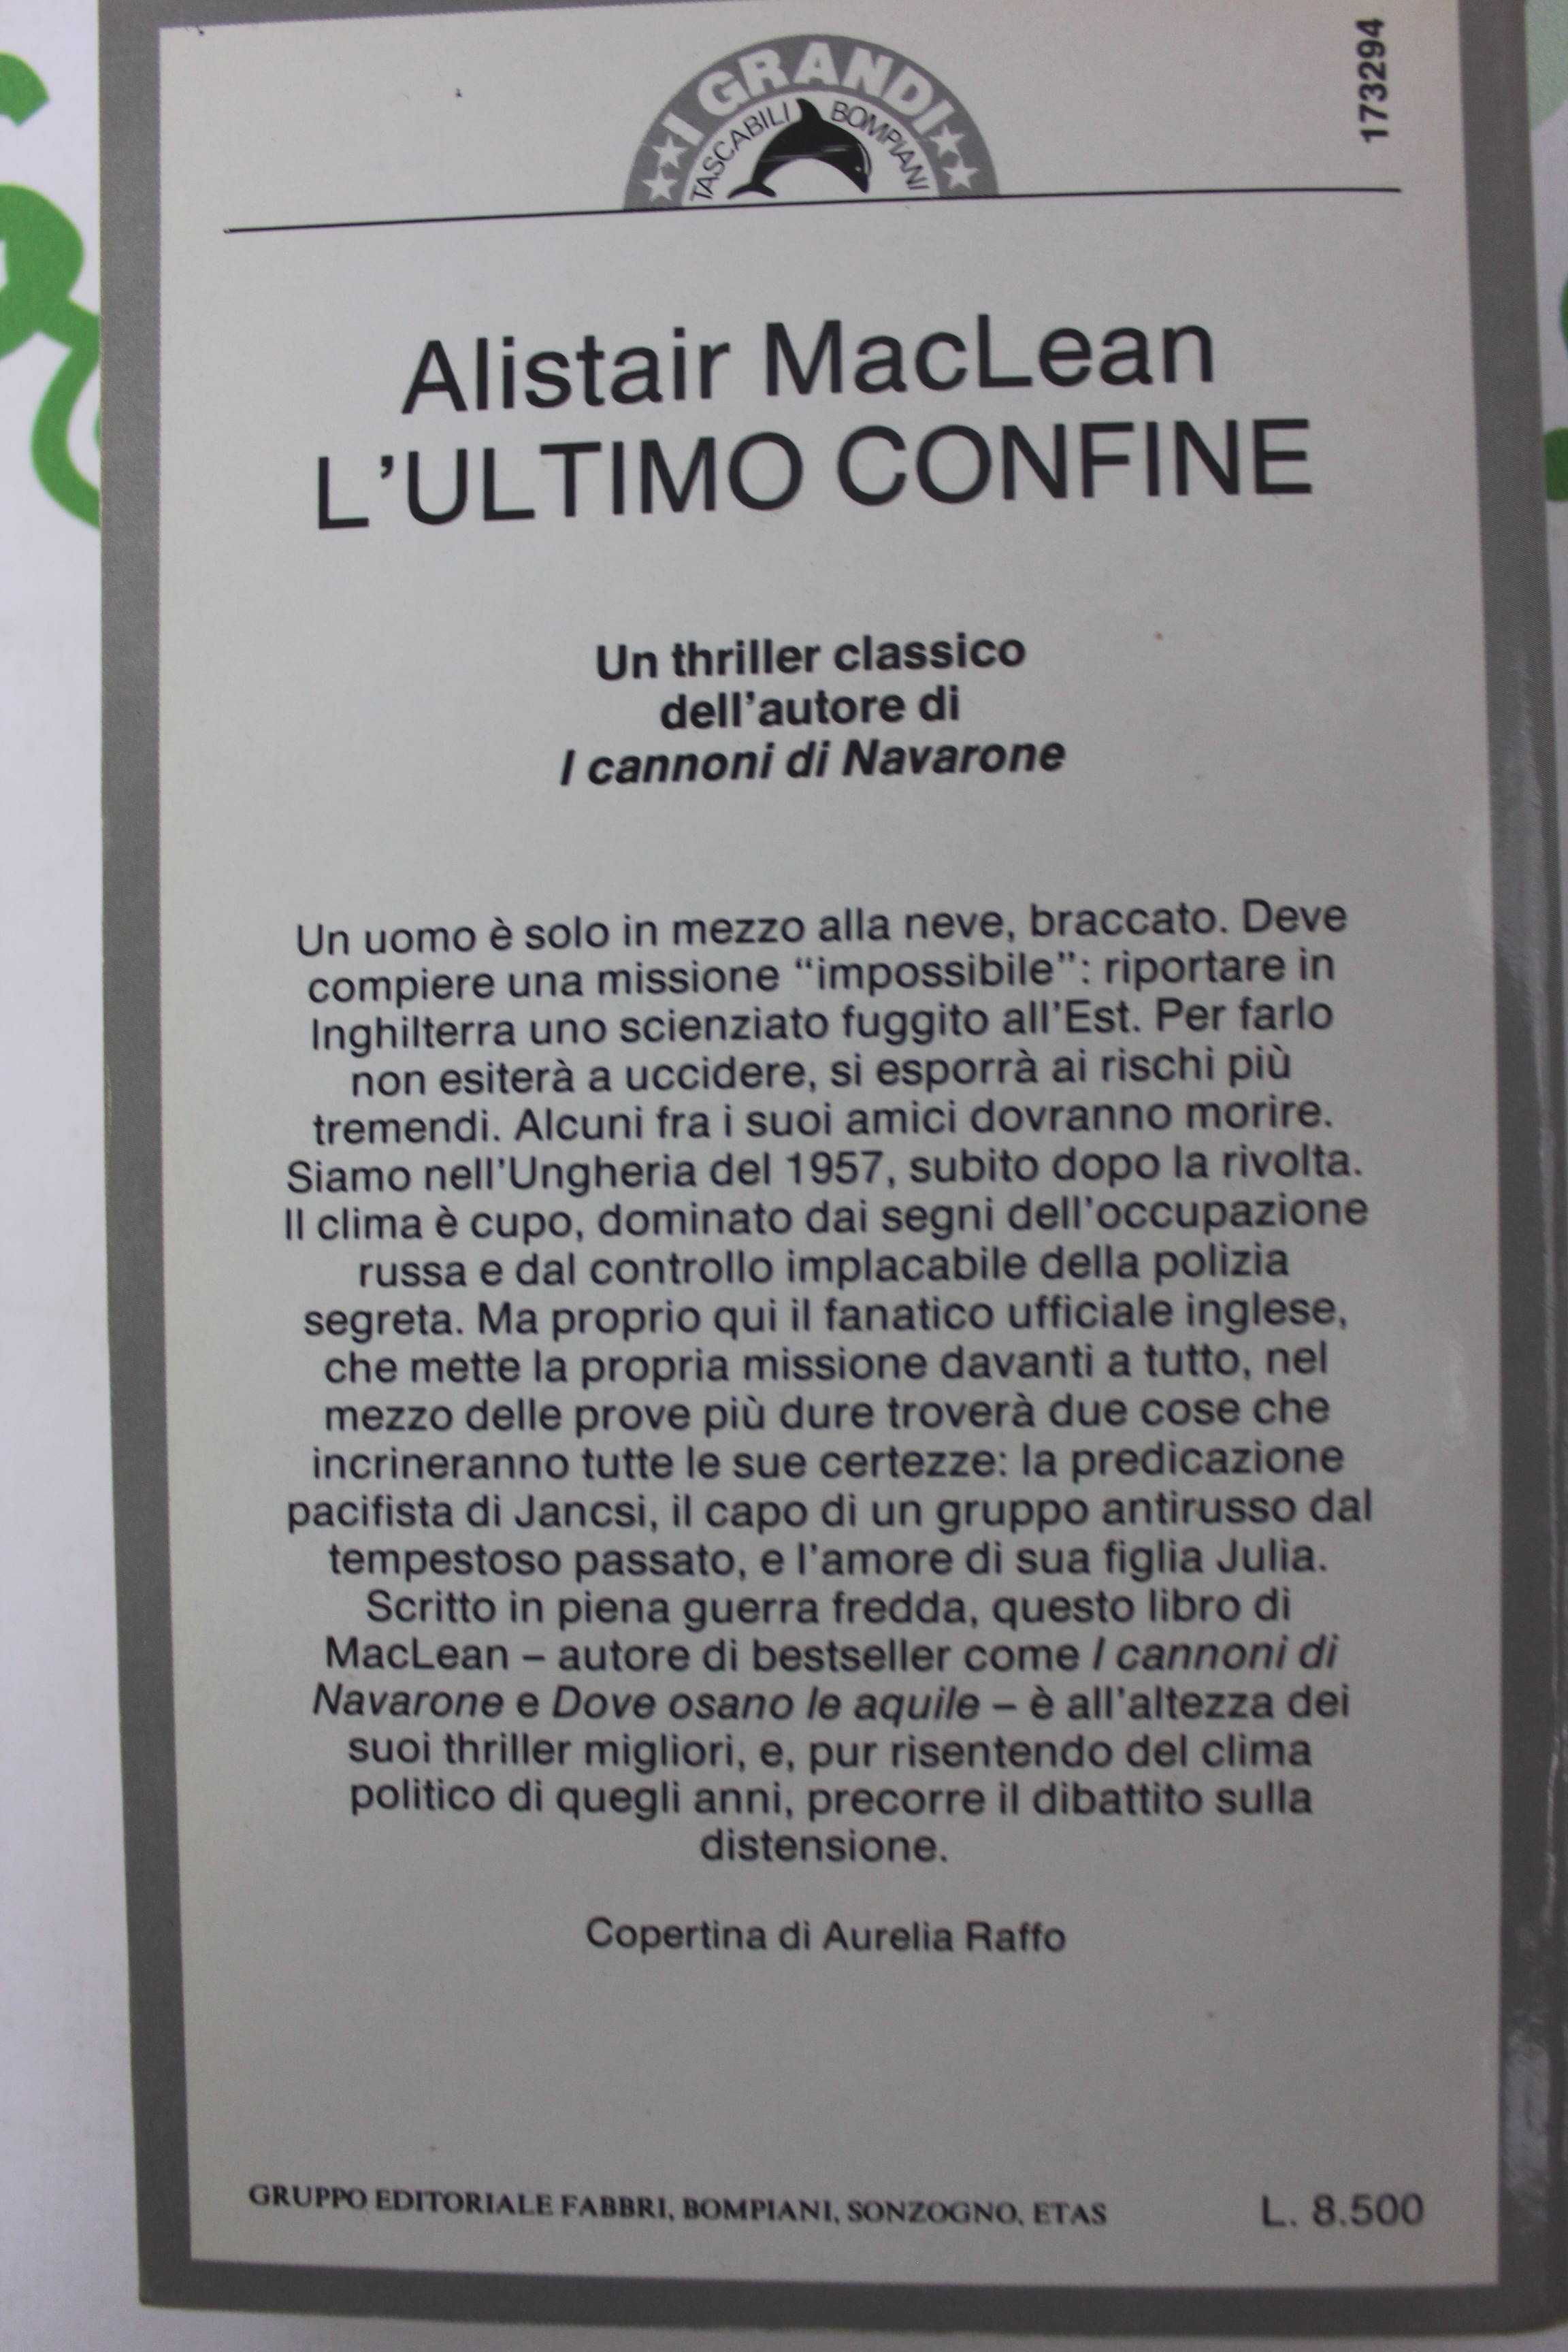 I GRANDI
TASCABILI BOMPIANI
173294
Alistair MacLean
L'ULTIMO CONFINE
Un thriller classico
dell'autore di
I cannoni di Navarone
Un uomo è solo in mezzo alla neve, braccato. Deve
compiere una missione “impossibile”: riportare in
Inghilterra uno scienziato fuggito all'Est. Per farlo
non esiterà a uccidere, si esporrà ai rischi più
tremendi. Alcuni fra i suoi amici dovranno morire.
Siamo nell'Ungheria del 1957, subito dopo la rivolta.
Il clima è cupo, dominato dai segni dell'occupazione
russa e dal controllo implacabile della polizia
segreta. Ma proprio qui il fanatico ufficiale inglese,
che mette la propria missione davanti a tutto, nel
mezzo delle prove più dure troverà due cose che
incrineranno tutte le sue certezze: la predicazione
pacifista di Jancsi, il capo di un gruppo antirusso dal
tempestoso passato, e l'amore di sua figlia Julia.
Scritto in piena guerra fredda, questo libro di
MacLean – autore di bestseller come I cannoni di
Navarone e Dove osano le aquile – è all'altezza dei
suoi thriller migliori, e, pur risentendo del clima
politico di quegli anni, precorre il dibattito sulla
distensione.
Copertina di Aurelia Raffo
GRUPPO EDITORIALE FABBRI, BOMPIANI, SONZOGNO, ETAS
L. 8.500